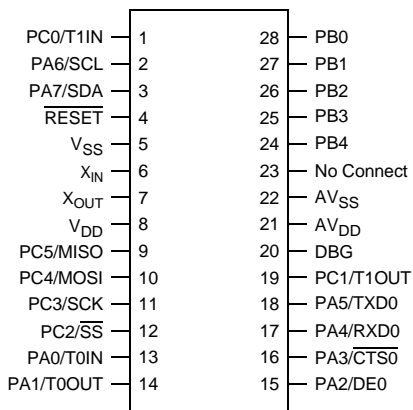 PC0/T1IN 1 28 PB0
PA6/SCL 2 27 PB1
PA7/SDA 3 26 PB2
R̅E̅S̅E̅T̅ 4 25 PB3
VSS 5 24 PB4
XIN 6 23 No Connect
XOUT 7 22 AVSS
VDD 8 21 AVDD
PC5/MISO 9 20 DBG
PC4/MOSI 10 19 PC1/T1OUT
PC3/SCK 11 18 PA5/TXD0
PC2/S̅S̅ 12 17 PA4/RXD0
PA0/T0IN 13 16 PA3/C̅T̅S̅0̅
PA1/T0OUT 14 15 PA2/DE0